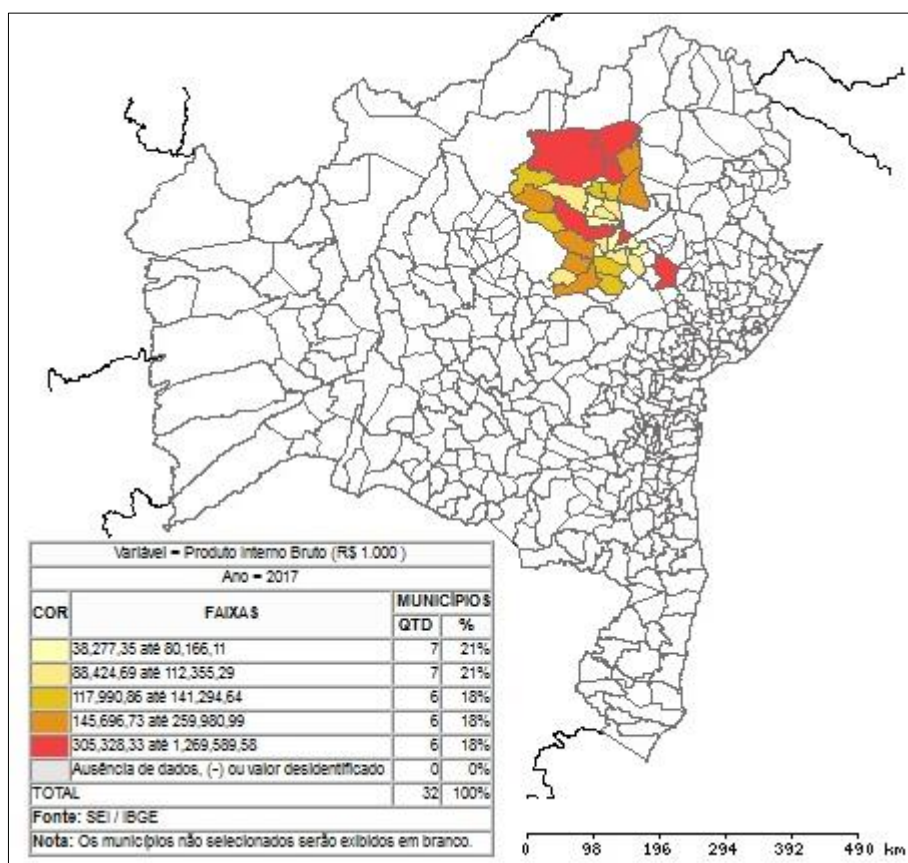 Variável = Produto Interno Bruto (R$ 1.000 )
Ano = 2017
COR FAIXAS MUNICÍPIOS
QTD %
38,277,35 até 80,166,11 7 21%
88,424,69 até 112,355,29 7 21%
117,990,86 até 141,294,64 6 18%
145,696,73 até 259,980,99 6 18%
305,328,33 até 1,269,589,58 6 18%
Ausência de dados, (-) ou valor desidentificado 0 0%
TOTAL 32 100%
Fonte: SEI / IBGE
Nota: Os municípios não selecionados serão exibidos em branco.
0 98 196 294 392 490 km